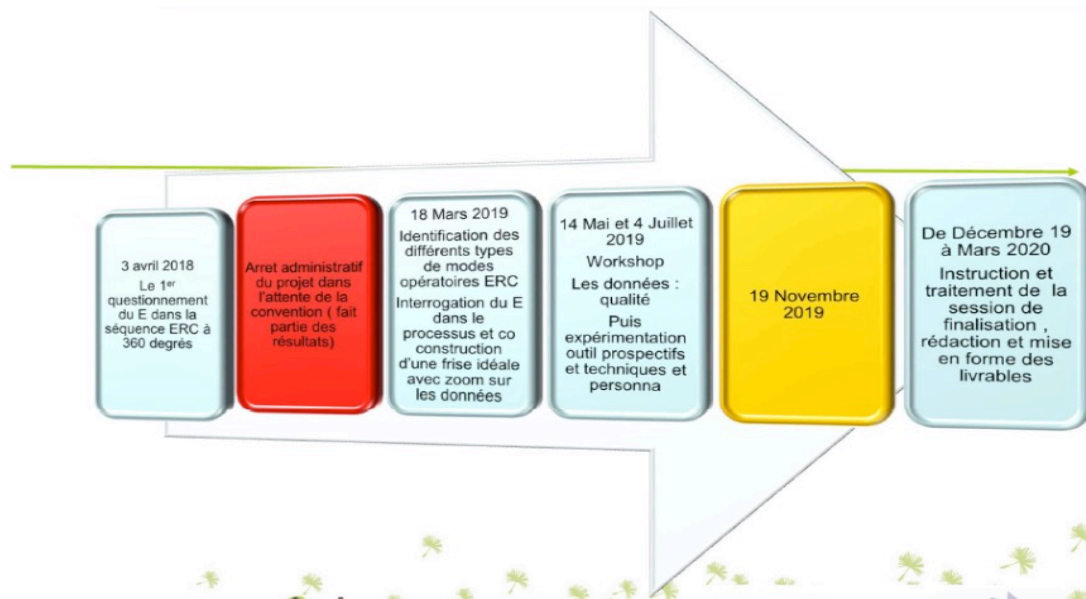 3 avril 2018
Le 1er
questionnement
du E dans la
séquence ERC à
360 degrés
Arret administratif
du projet dans
l'attente de la
convention ( fait
partie des
résultats)
18 Mars 2019
Identification des
différents types
de modes
opératoires ERC
Interrogation du E
dans le
processus et co
construction
d'une frise idéale
avec zoom sur
les données
14 Mai et 4 Juillet
2019
Workshop
Les données :
qualité
Puis
expérimentation
outil prospectifs
et techniques et
personna
19 Novembre
2019
De Décembre 19
à Mars 2020
Instruction et
traitement de la
session de
finalisation ,
rédaction et mise
en forme des
livrables